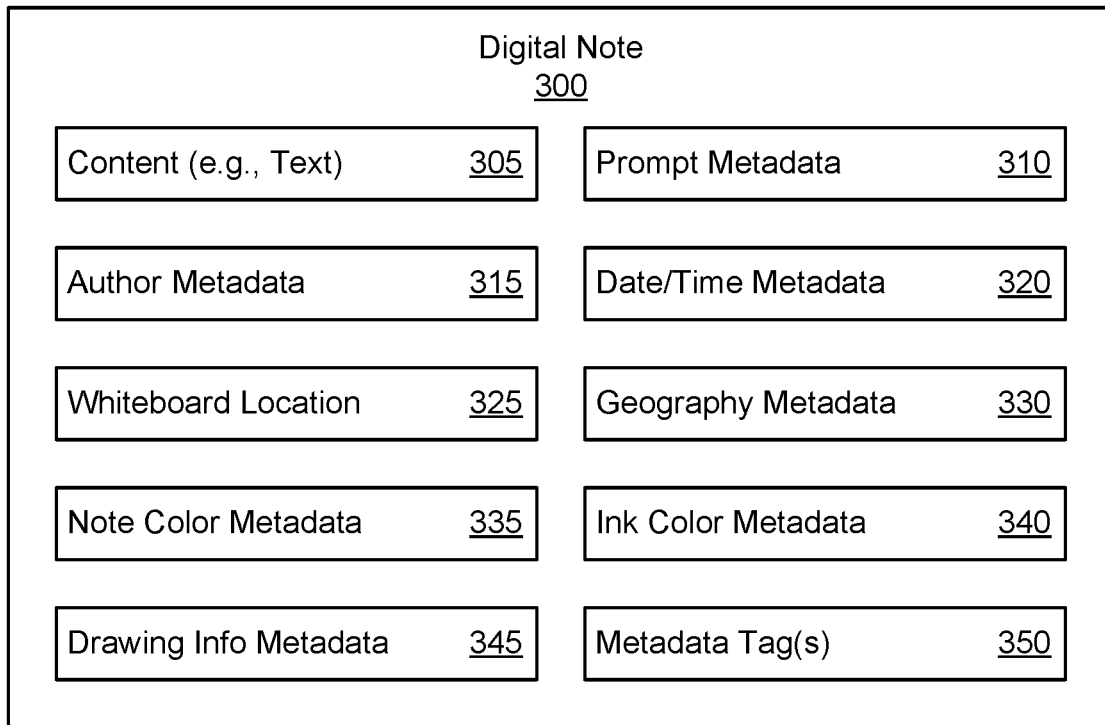 Digital Note
300
Content (e.g., Text) 305
Prompt Metadata 310
Author Metadata 315
Date/Time Metadata 320
Whiteboard Location 325
Geography Metadata 330
Note Color Metadata 335
Ink Color Metadata 340
Drawing Info Metadata 345
Metadata Tag(s) 350